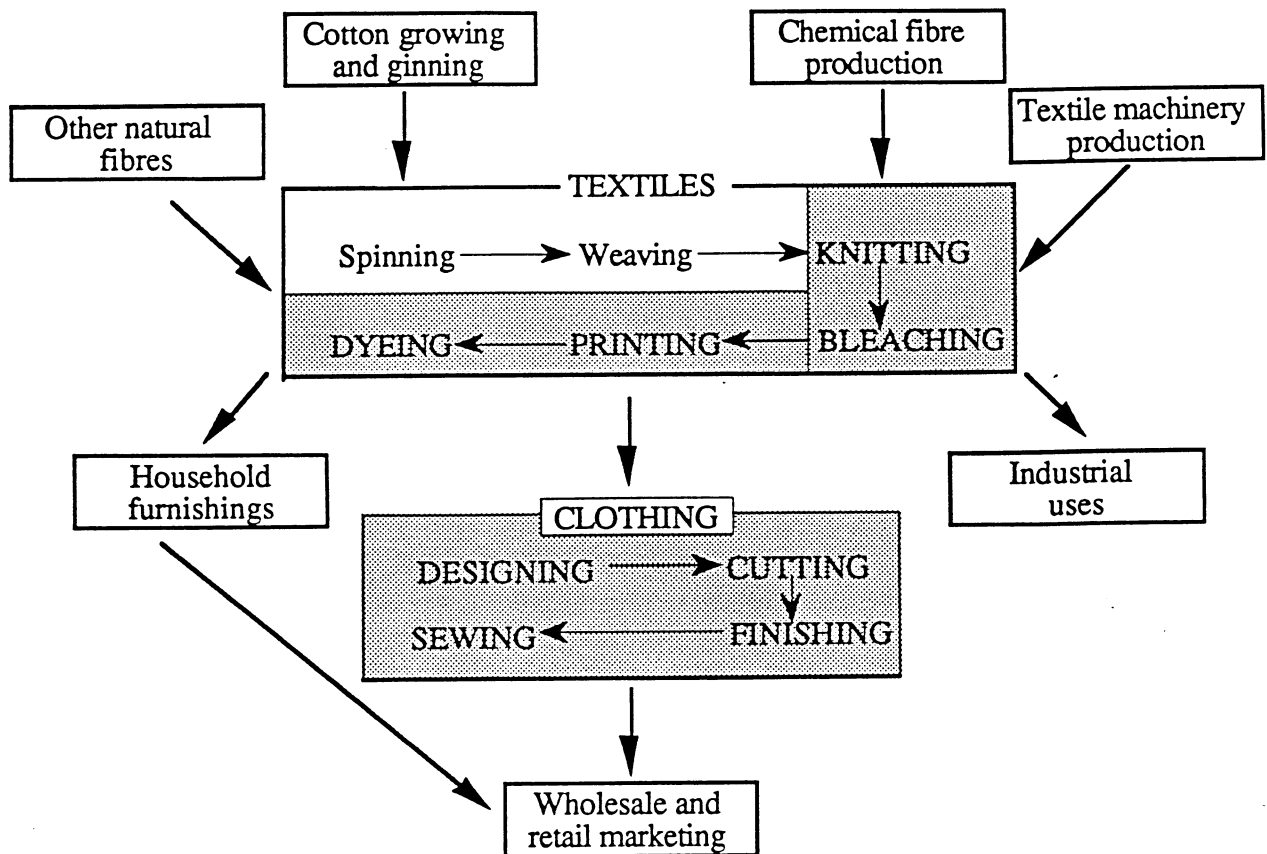 Cotton growing
and ginning
Chemical fibre
production
Other natural
fibres
Textile machinery
production
TEXTILES
Spinning
Weaving
KNITTING
DYEING
PRINTING
BLEACHING
Household
furnishings
Industrial
uses
CLOTHING
DESIGNING
CUTTING
SEWING
FINISHING
Wholesale and
retail marketing